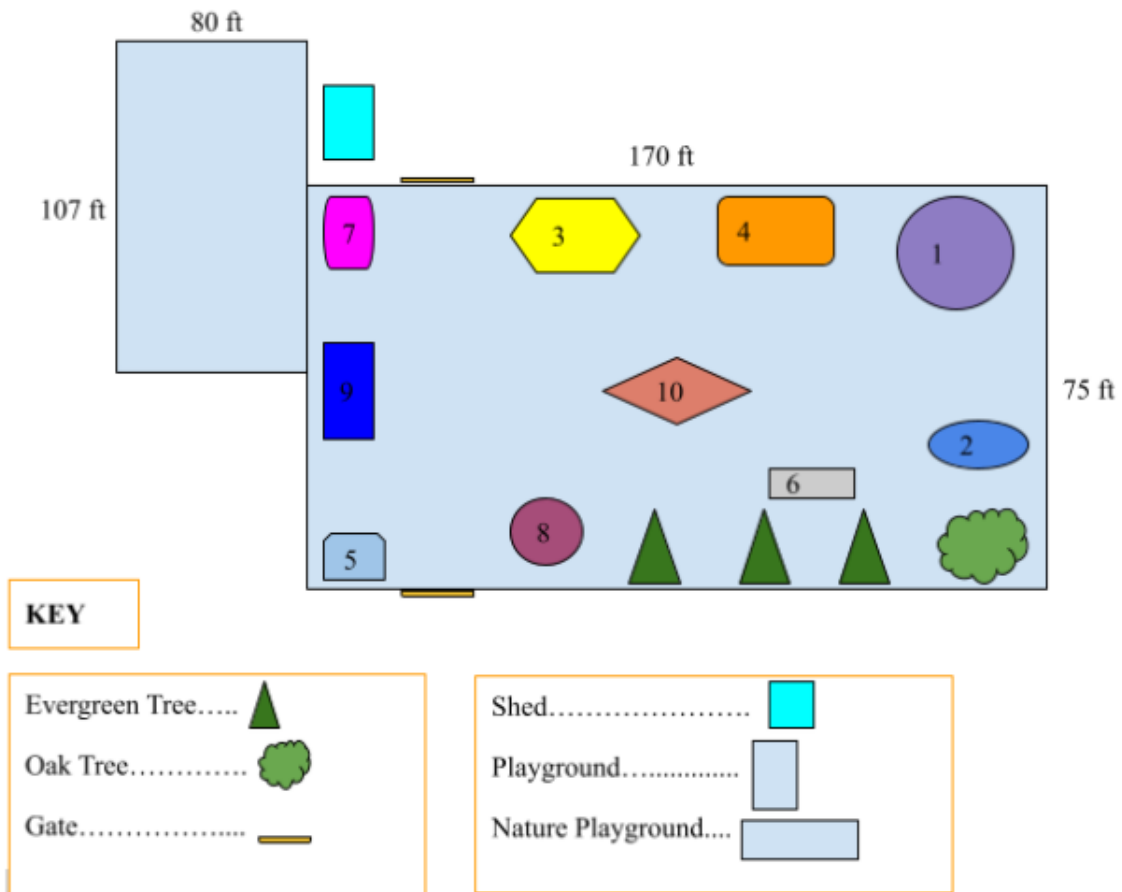 80 ft
170 ft
107 ft
7
3
4
1
9
10
75 ft
2
6
8
5
KEY
Evergreen Tree.....
Oak Tree.............
Gate...................
Shed.......................
Playground.................
Nature Playground....